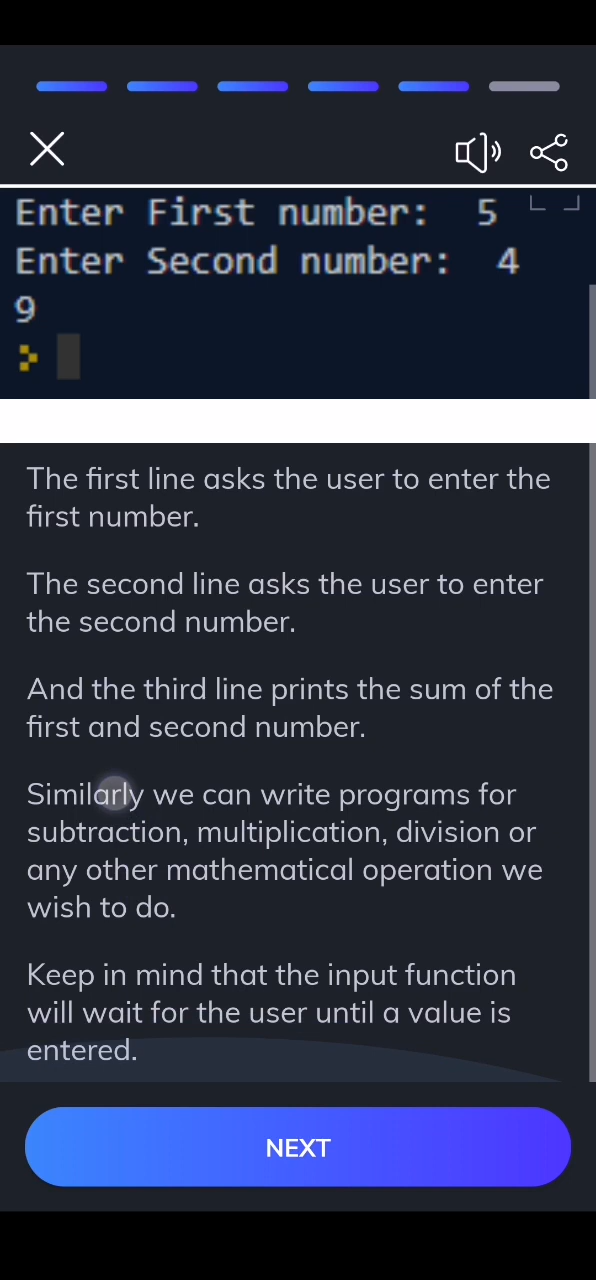 Enter First number:  5
Enter Second number:  4
9
>
The first line asks the user to enter the
first number.
The second line asks the user to enter
the second number.
And the third line prints the sum of the
first and second number.
Similarly we can write programs for
subtraction, multiplication, division or
any other mathematical operation we
wish to do.
Keep in mind that the input function
will wait for the user until a value is
entered.
NEXT